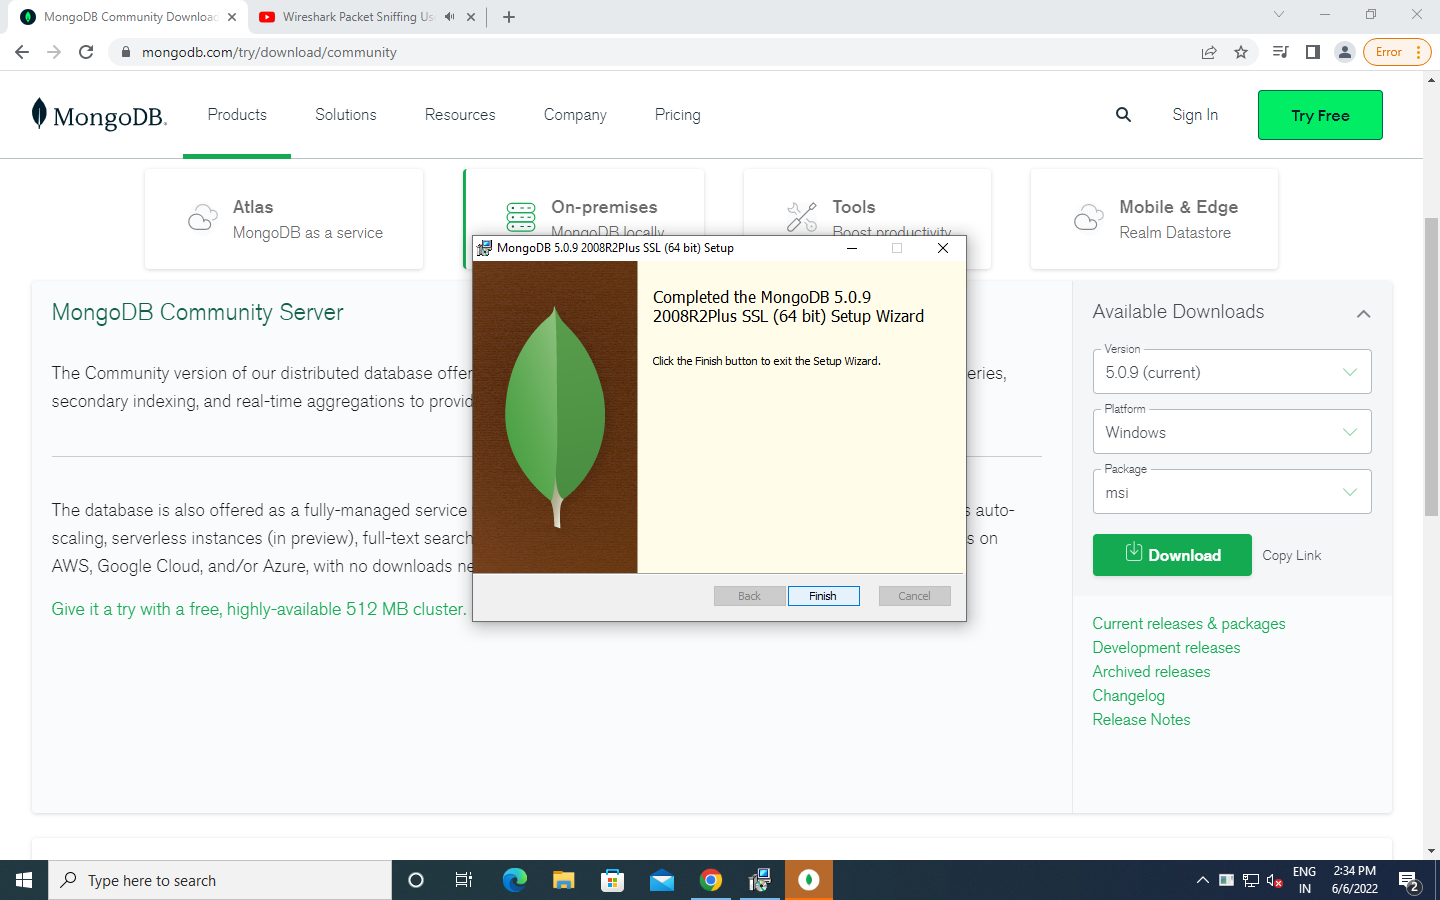 MongoDB Community Download
Wireshark Packet Sniffing Us
mongodb.com/try/download/community
Error
MongoDB.
Products
Solutions
Resources
Company
Pricing
Sign In
Try Free
Atlas
MongoDB as a service
On-premises
MongoDB locally
Tools
Boost productivity
Mobile & Edge
Realm Datastore
MongoDB 5.0.9 2008R2Plus SSL (64 bit) Setup
Completed the MongoDB 5.0.9
2008R2Plus SSL (64 bit) Setup Wizard
Click the Finish button to exit the Setup Wizard.
Back
Finish
Cancel
MongoDB Community Server
The Community version of our distributed database offer
eries,
secondary indexing, and real-time aggregations to provid
The database is also offered as a fully-managed service
s auto-
scaling, serverless instances (in preview), full-text search
s on
AWS, Google Cloud, and/or Azure, with no downloads ne
Give it a try with a free, highly-available 512 MB cluster.
Available Downloads
Version
5.0.9 (current)
Platform
Windows
Package
msi
Download
Copy Link
Current releases & packages
Development releases
Archived releases
Changelog
Release Notes
Type here to search
ENG
IN
2:34 PM
6/6/2022
2